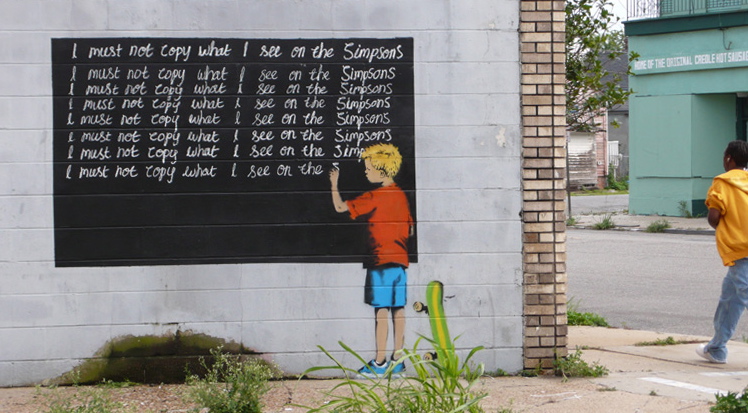 I must not copy what I see on the Simpsons
I must not copy what I see on the Simpsons
I must not copy what I see on the Simpsons
I must not copy what I see on the Simpsons
I must not copy what I see on the Simpsons
I must not copy what I see on the Simpsons
I must not copy what I see on the Simp
I must not copy what I see on the
HOME OF THE ORIGINAL CREOLE HOT SAUSAG